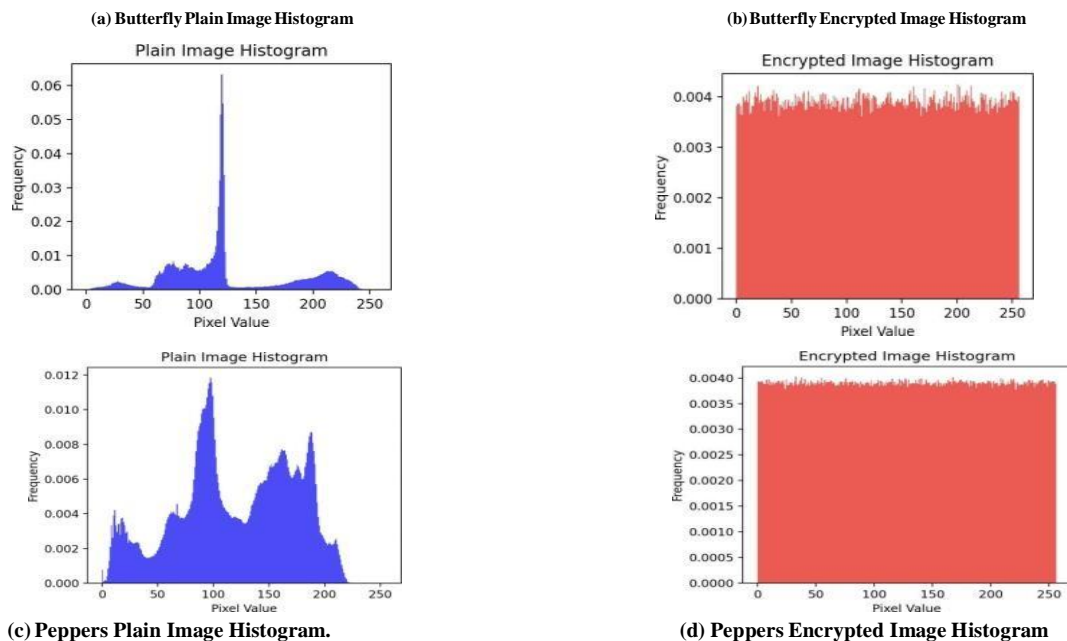 (a) Butterfly Plain Image Histogram
(b) Butterfly Encrypted Image Histogram
Plain Image Histogram
0.06
0.05
0.04
0.03
0.02
0.01
0.00
Frequency
0 50 100 150 200 250
Pixel Value
Encrypted Image Histogram
0.004
0.003
0.002
0.001
0.000
Frequency
0 50 100 150 200 250
Pixel Value
Plain Image Histogram
0.012
0.010
0.008
0.006
0.004
0.002
0.000
Frequency
0 50 100 150 200 250
Pixel Value
Encrypted Image Histogram
0.0040
0.0035
0.0030
0.0025
0.0020
0.0015
0.0010
0.0005
0.0000
Frequency
0 50 100 150 200 250
Pixel Value
(c) Peppers Plain Image Histogram.
(d) Peppers Encrypted Image Histogram